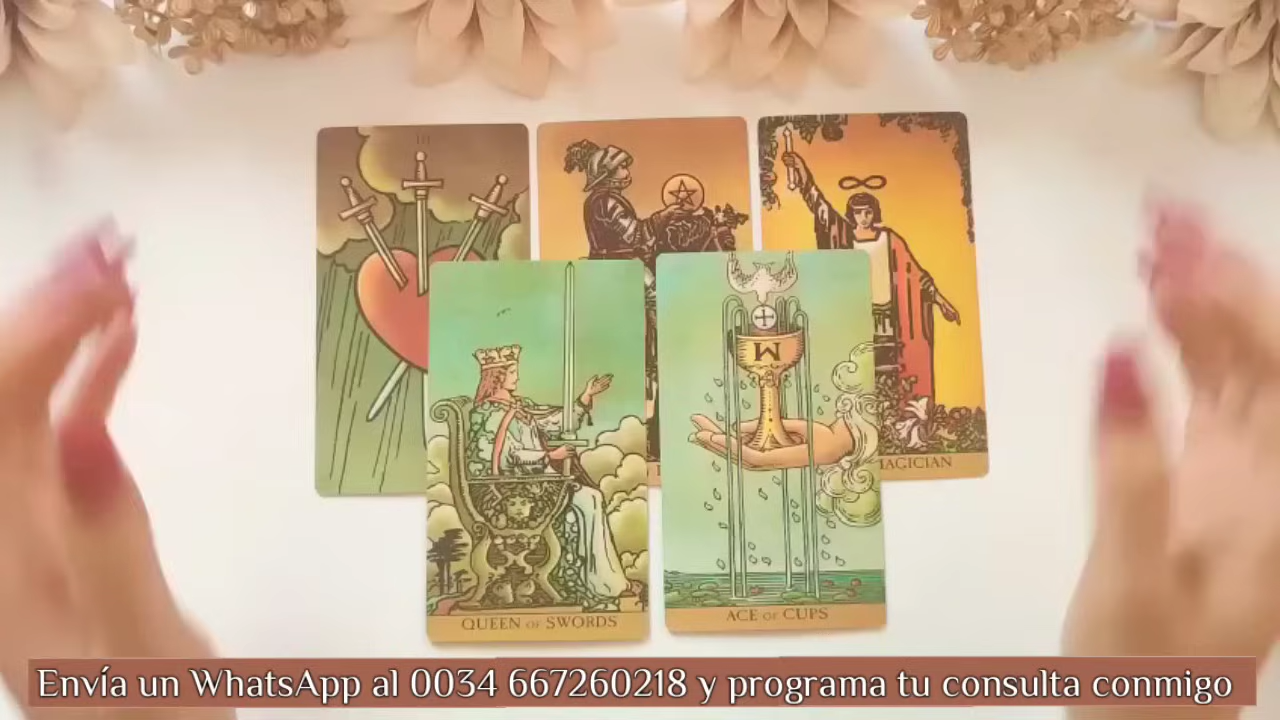 III
MAGICIAN
W
QUEEN OF SWORDS
ACE OF CUPS
Envía un WhatsApp al 0034 667260218 y programa tu consulta conmigo